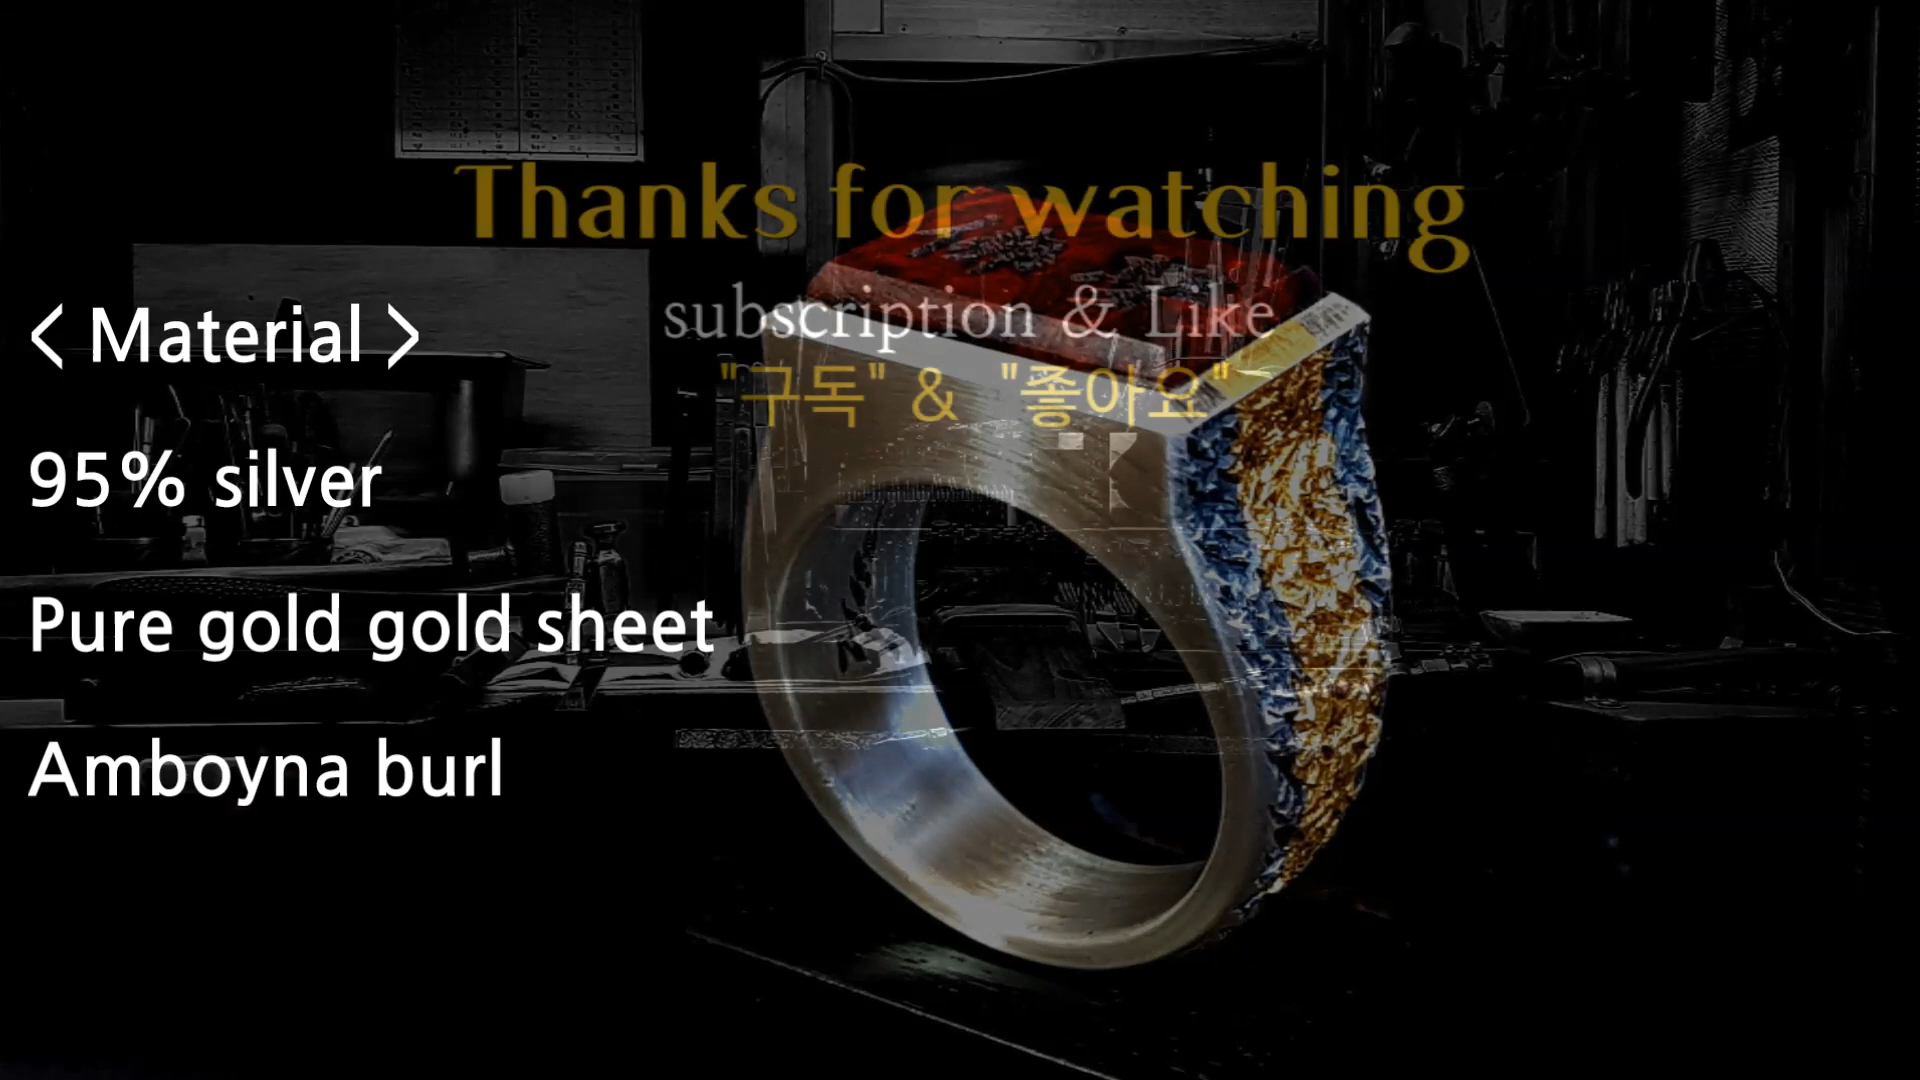 Thanks for watching
subscription & Like
"구독" & "좋아요"
< Material >
95% silver
Pure gold gold sheet
Amboyna burl